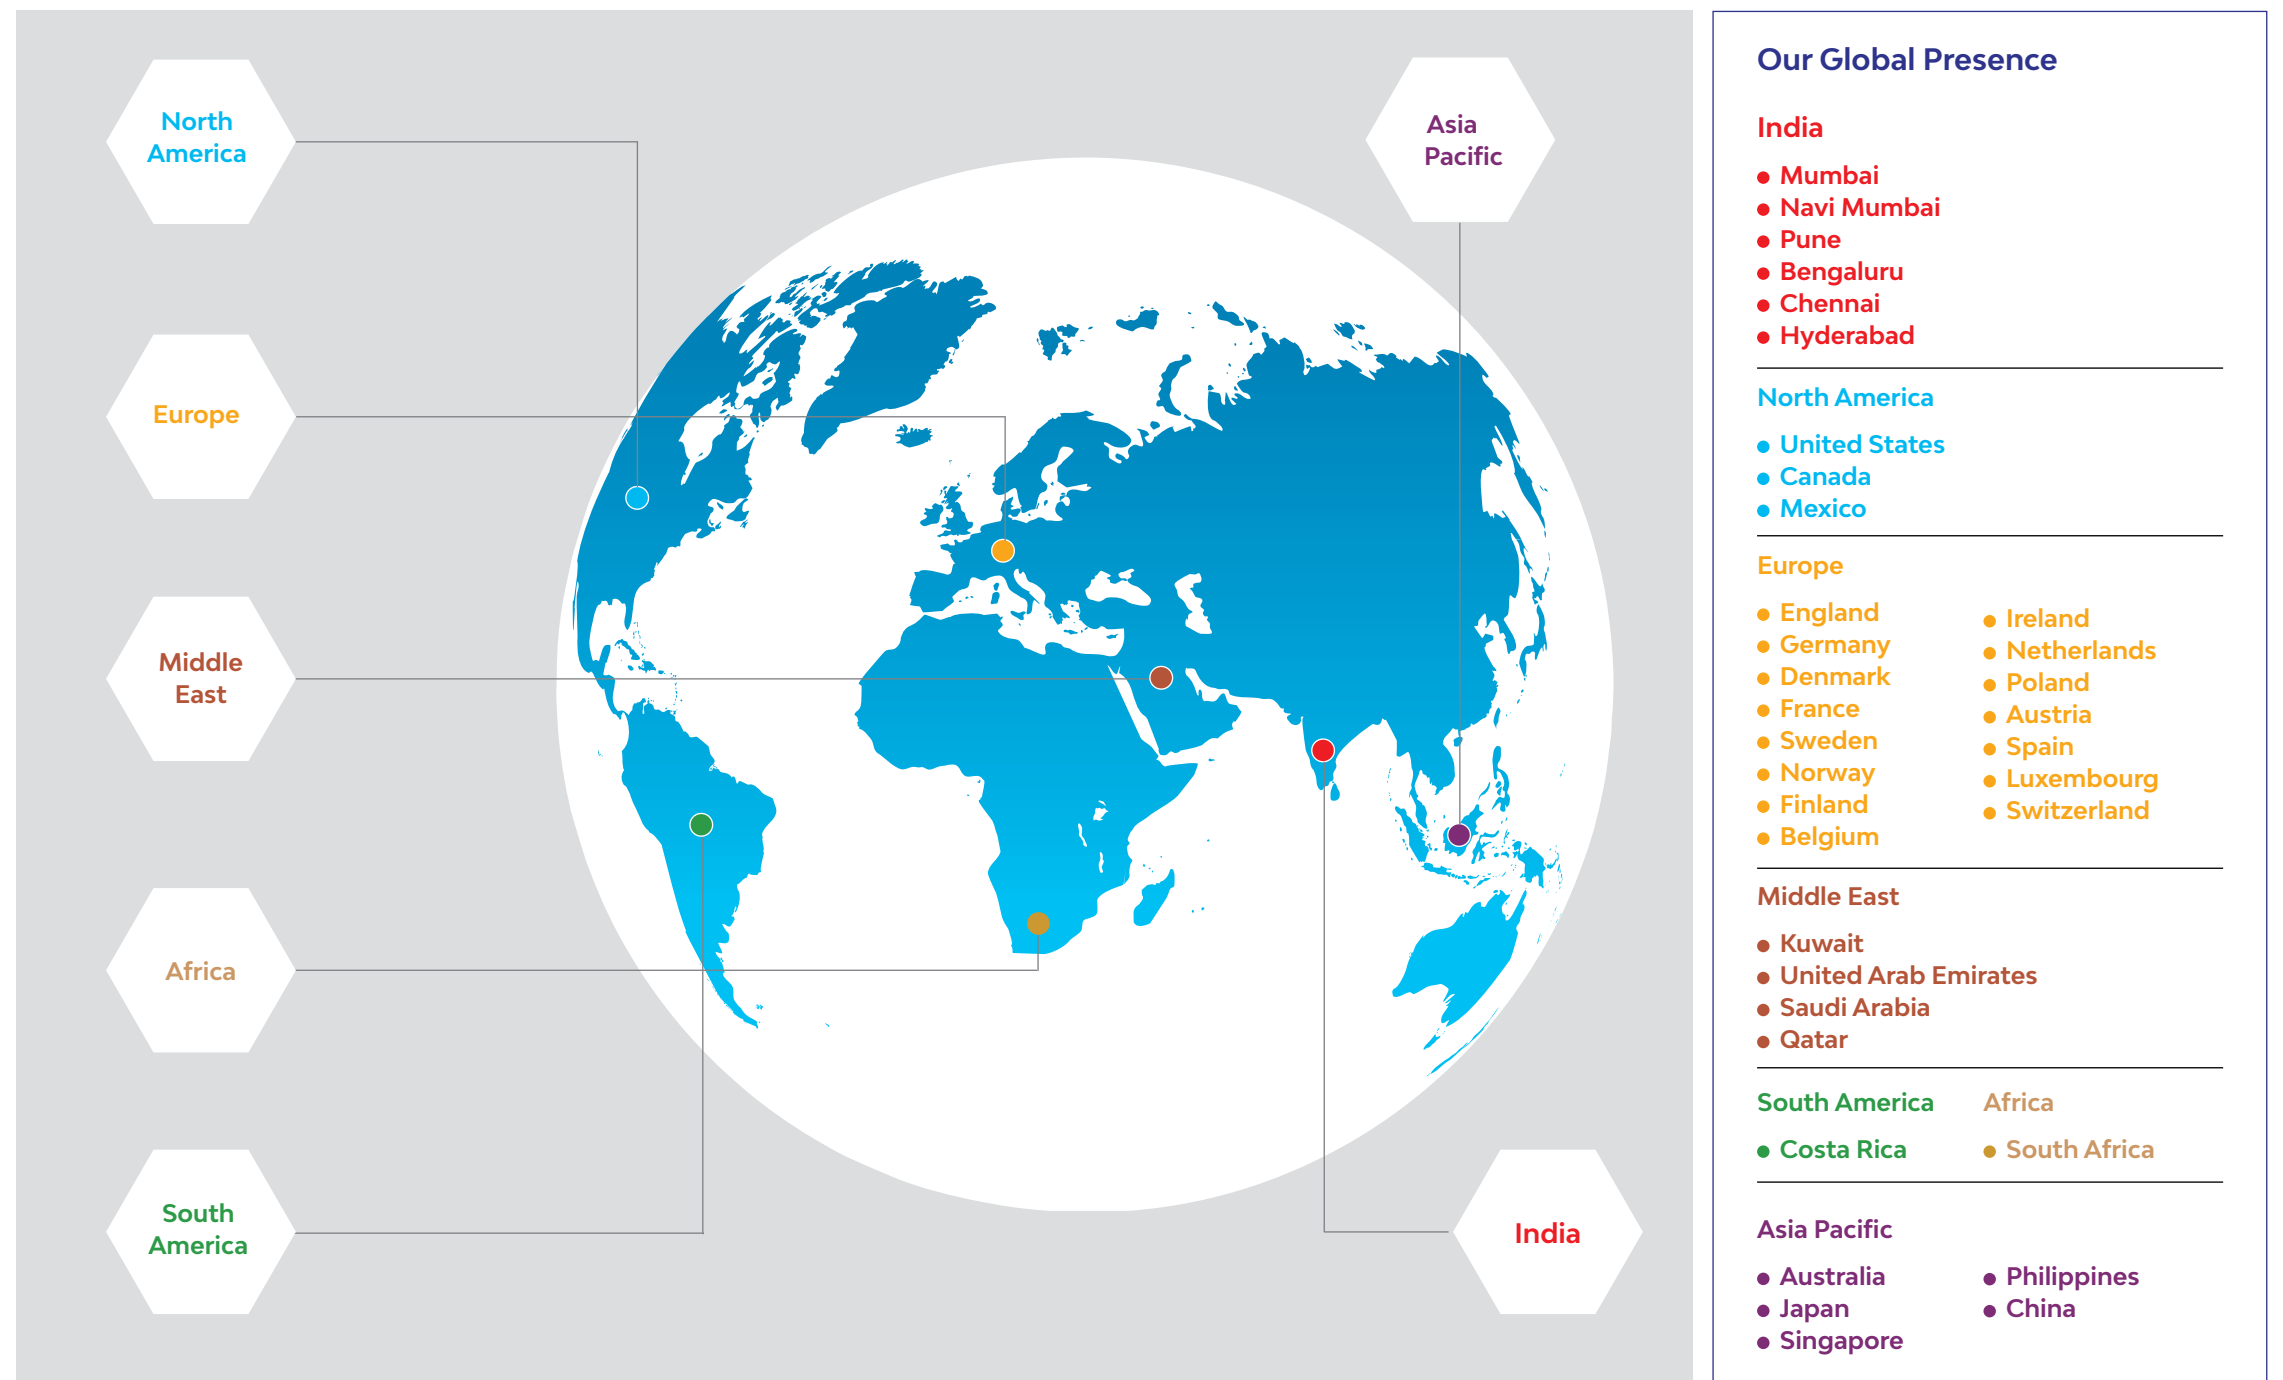 North
America
Europe
Middle
East
Africa
South
America
Asia
Pacific
India
Our Global Presence
India
Mumbai
Navi Mumbai
Pune
Bengaluru
Chennai
Hyderabad
North America
United States
Canada
Mexico
Europe
England
Germany
Denmark
France
Sweden
Norway
Finland
Belgium
Ireland
Netherlands
Poland
Austria
Spain
Luxembourg
Switzerland
Middle East
Kuwait
United Arab Emirates
Saudi Arabia
Qatar
South America
Costa Rica
Africa
South Africa
Asia Pacific
Australia
Japan
Singapore
Philippines
China